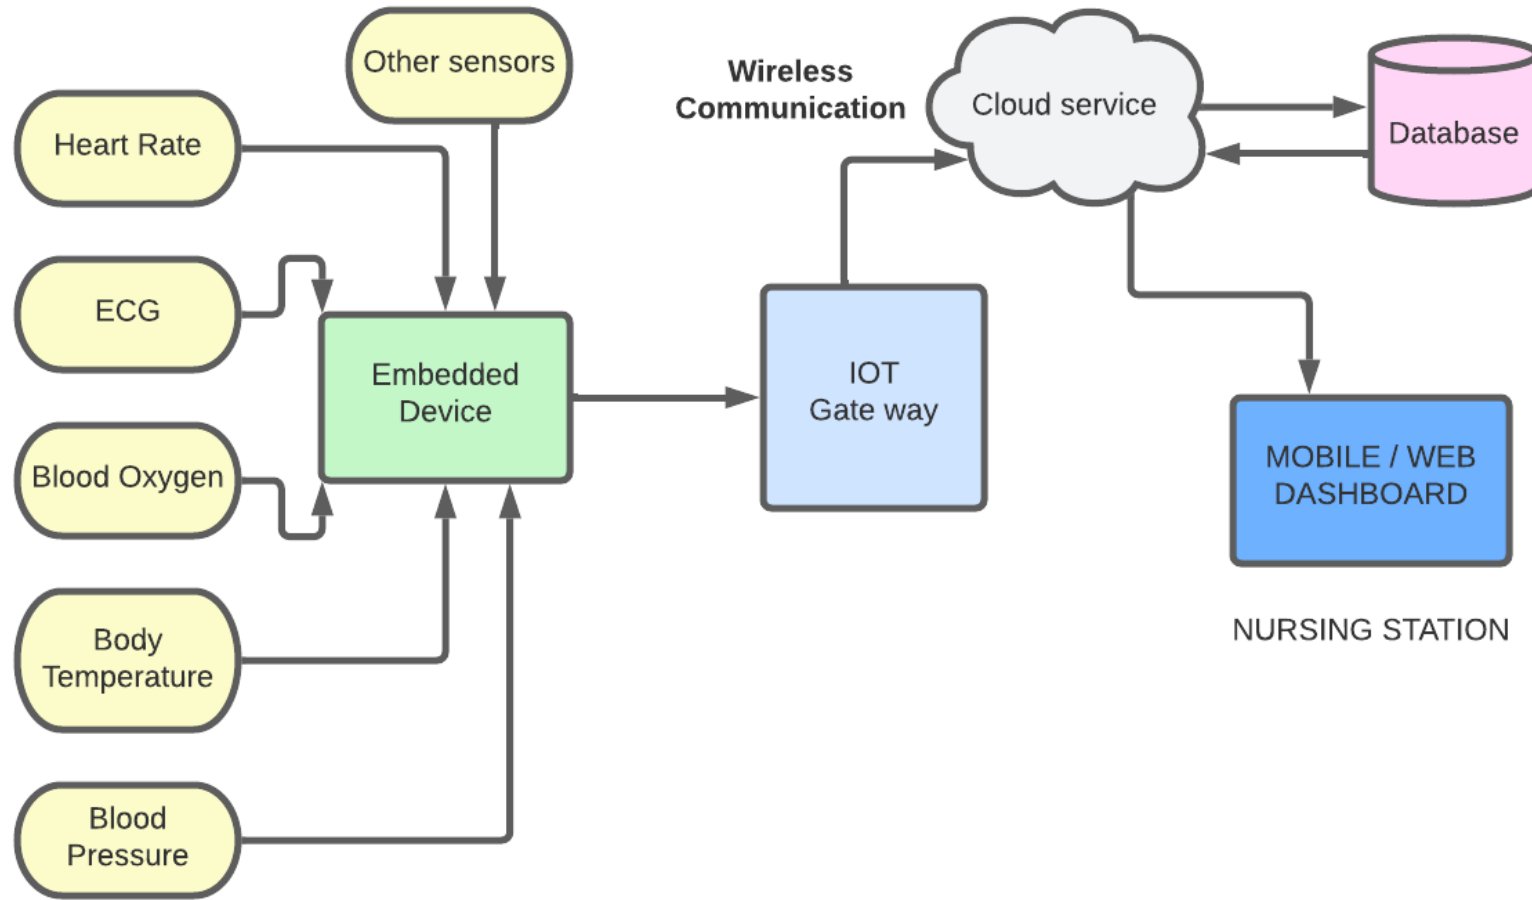 Other sensors
Wireless
Communication
Cloud service
Database
Heart Rate
ECG
Embedded
Device
IOT
Gate way
Blood Oxygen
MOBILE / WEB
DASHBOARD
Body
Temperature
NURSING STATION
Blood
Pressure